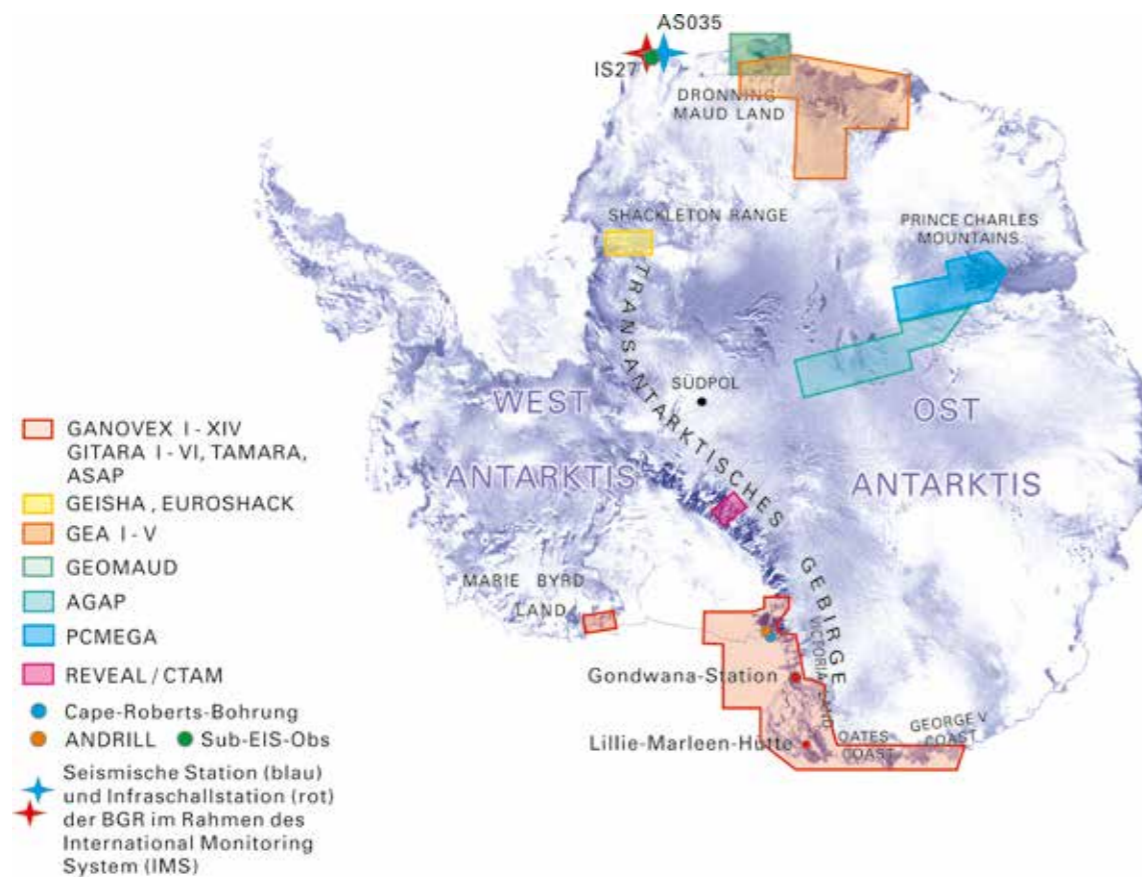 AS035
IS27
DRONNING
MAUD LAND
SHACKLETON RANGE
PRINCE CHARLES
MOUNTAINS
TRANSANTARKTISCHES GEBIRGE
SÜDPOL
WEST
ANTARKTIS
OST
ANTARKTIS
MARIE BYRD
LAND
VICTORIA LAND
Gondwana-Station
Lillie-Marleen-Hütte
OATES
COAST
GEORGE V
COAST
GANOVEX I - XIV
GITARA I - VI, TAMARA,
ASAP
GEISHA, EUROSHACK
GEA I - V
GEOMAUD
AGAP
PCMEGA
REVEAL / CTAM
Cape-Roberts-Bohrung
ANDRILL Sub-EIS-Obs
Seismische Station (blau)
und Infraschallstation (rot)
der BGR im Rahmen des
International Monitoring
System (IMS)